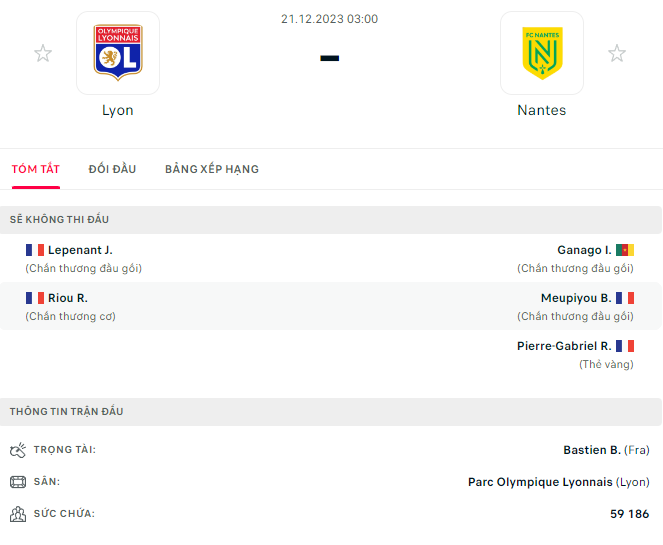 21.12.2023 03:00
OLYMPIQUE
LYONNAIS
OL
FC NANTES
N
-
Lyon
Nantes
TÓM TẮT
ĐỐI ĐẦU
BẢNG XẾP HẠNG
SẼ KHÔNG THI ĐẤU
Lepenant J.
Ganago I.
(Chấn thương đầu gối)
(Chấn thương đầu gối)
Riou R.
Meupiyou B.
(Chấn thương cơ)
(Chấn thương đầu gối)
Pierre-Gabriel R.
(Thẻ vàng)
THÔNG TIN TRẬN ĐẤU
TRỌNG TÀI:
Bastien B. (Fra)
SÂN:
Parc Olympique Lyonnais (Lyon)
SỨC CHỨA:
59 186